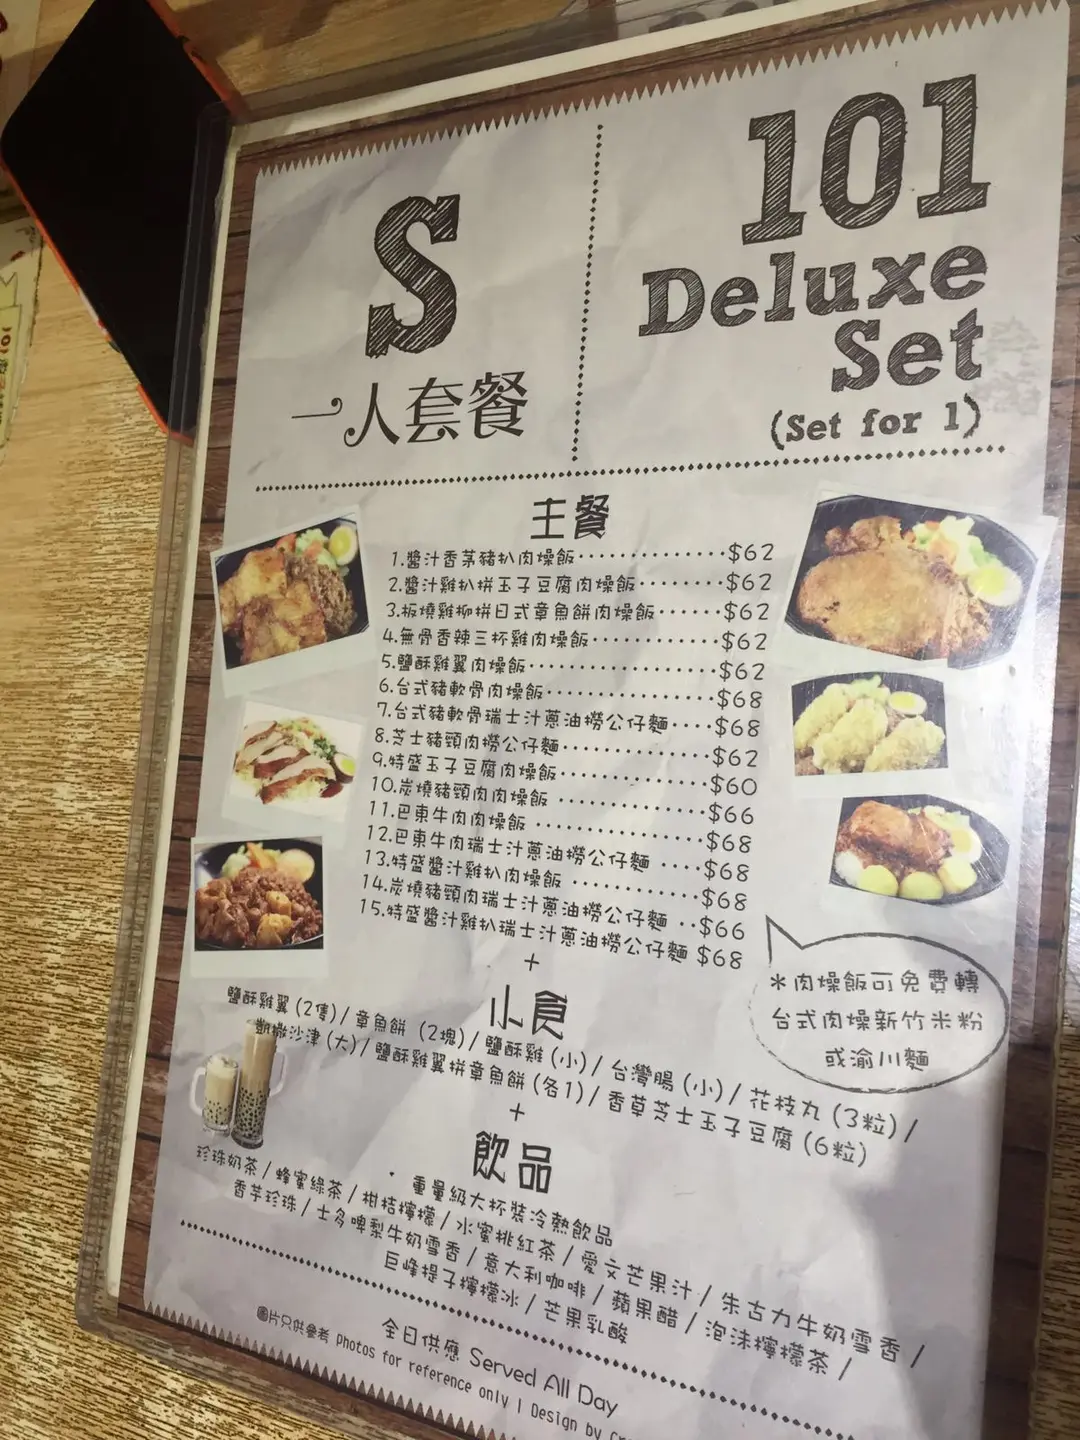 S
一人套餐
101
Deluxe
Set
(Set for 1)
主餐
1.醬汁香茅豬扒肉燥飯··············$62
2.醬汁雞扒拼玉子豆腐肉燥飯········$62
3.板燒雞柳拼日式章魚餅肉燥飯······$62
4.無骨香辣三杯雞肉燥飯············$62
5.鹽酥雞翼肉燥飯··················$62
6.台式豬軟骨肉燥飯················$68
7.台式豬軟骨瑞士汁蔥油撈公仔麵····$68
8.芝士豬頸肉撈公仔麵··············$62
9.特盛玉子豆腐肉燥飯··············$60
10.炭燒豬頸肉肉燥飯··············$66
11.巴東牛肉肉燥飯················$68
12.巴東牛肉瑞士汁蔥油撈公仔麵····$68
13.特盛醬汁雞扒肉燥飯············$68
14.炭燒豬頸肉瑞士汁蔥油撈公仔麵··$66
15.特盛醬汁雞扒瑞士汁蔥油撈公仔麵 $68
+
*肉燥飯可免費轉
台式肉燥新竹米粉
或渝川麵
小食
鹽酥雞翼(2隻)/章魚餅 (2塊)/鹽酥雞(小)/台灣腸(小)/花枝丸(3粒)/
凱撒沙津(大)/鹽酥雞翼拼章魚餅(各1)/香草芝士玉子豆腐(6粒)
+
飲品
重量級大杯裝冷熱飲品
珍珠奶茶/蜂蜜綠茶/柑桔檸檬/水蜜桃紅茶/愛文芒果汁/朱古力牛奶雪香/
香芋珍珠/士多啤梨牛奶雪香/意大利咖啡/蘋果醋/泡沫檸檬茶/
巨峰提子檸檬冰/芒果乳酸
全日供應 Served All Day
圖片只供參考 photos for reference only | Design by